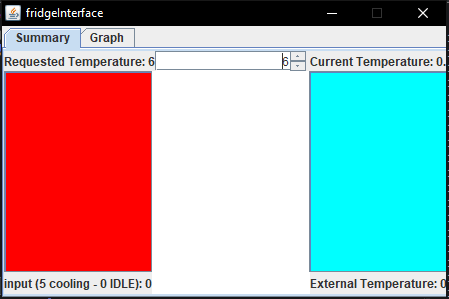 fridgeInterface
Summary Graph
Requested Temperature: 6 6 Current Temperature: 0.
input (5 cooling - 0 IDLE): 0 External Temperature: 0